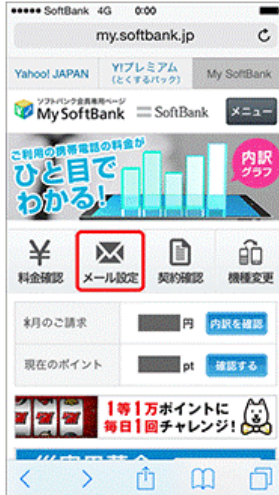 SoftBank 4G 0:00
my.softbank.jp
Yahoo! JAPAN
Y!プレミアム
(とくするパック)
My SoftBank
ソフトバンク会員専用ページ
My SoftBank
SoftBank
メニュー
ご利用の携帯電話の料金が
ひと目で
わかる!
内訳
グラフ
料金確認
メール設定
契約確認
機種変更
月のご請求
円
内訳を確認
現在のポイント
pt
確認する
1等1万ポイントに
毎日1回チャレンジ!